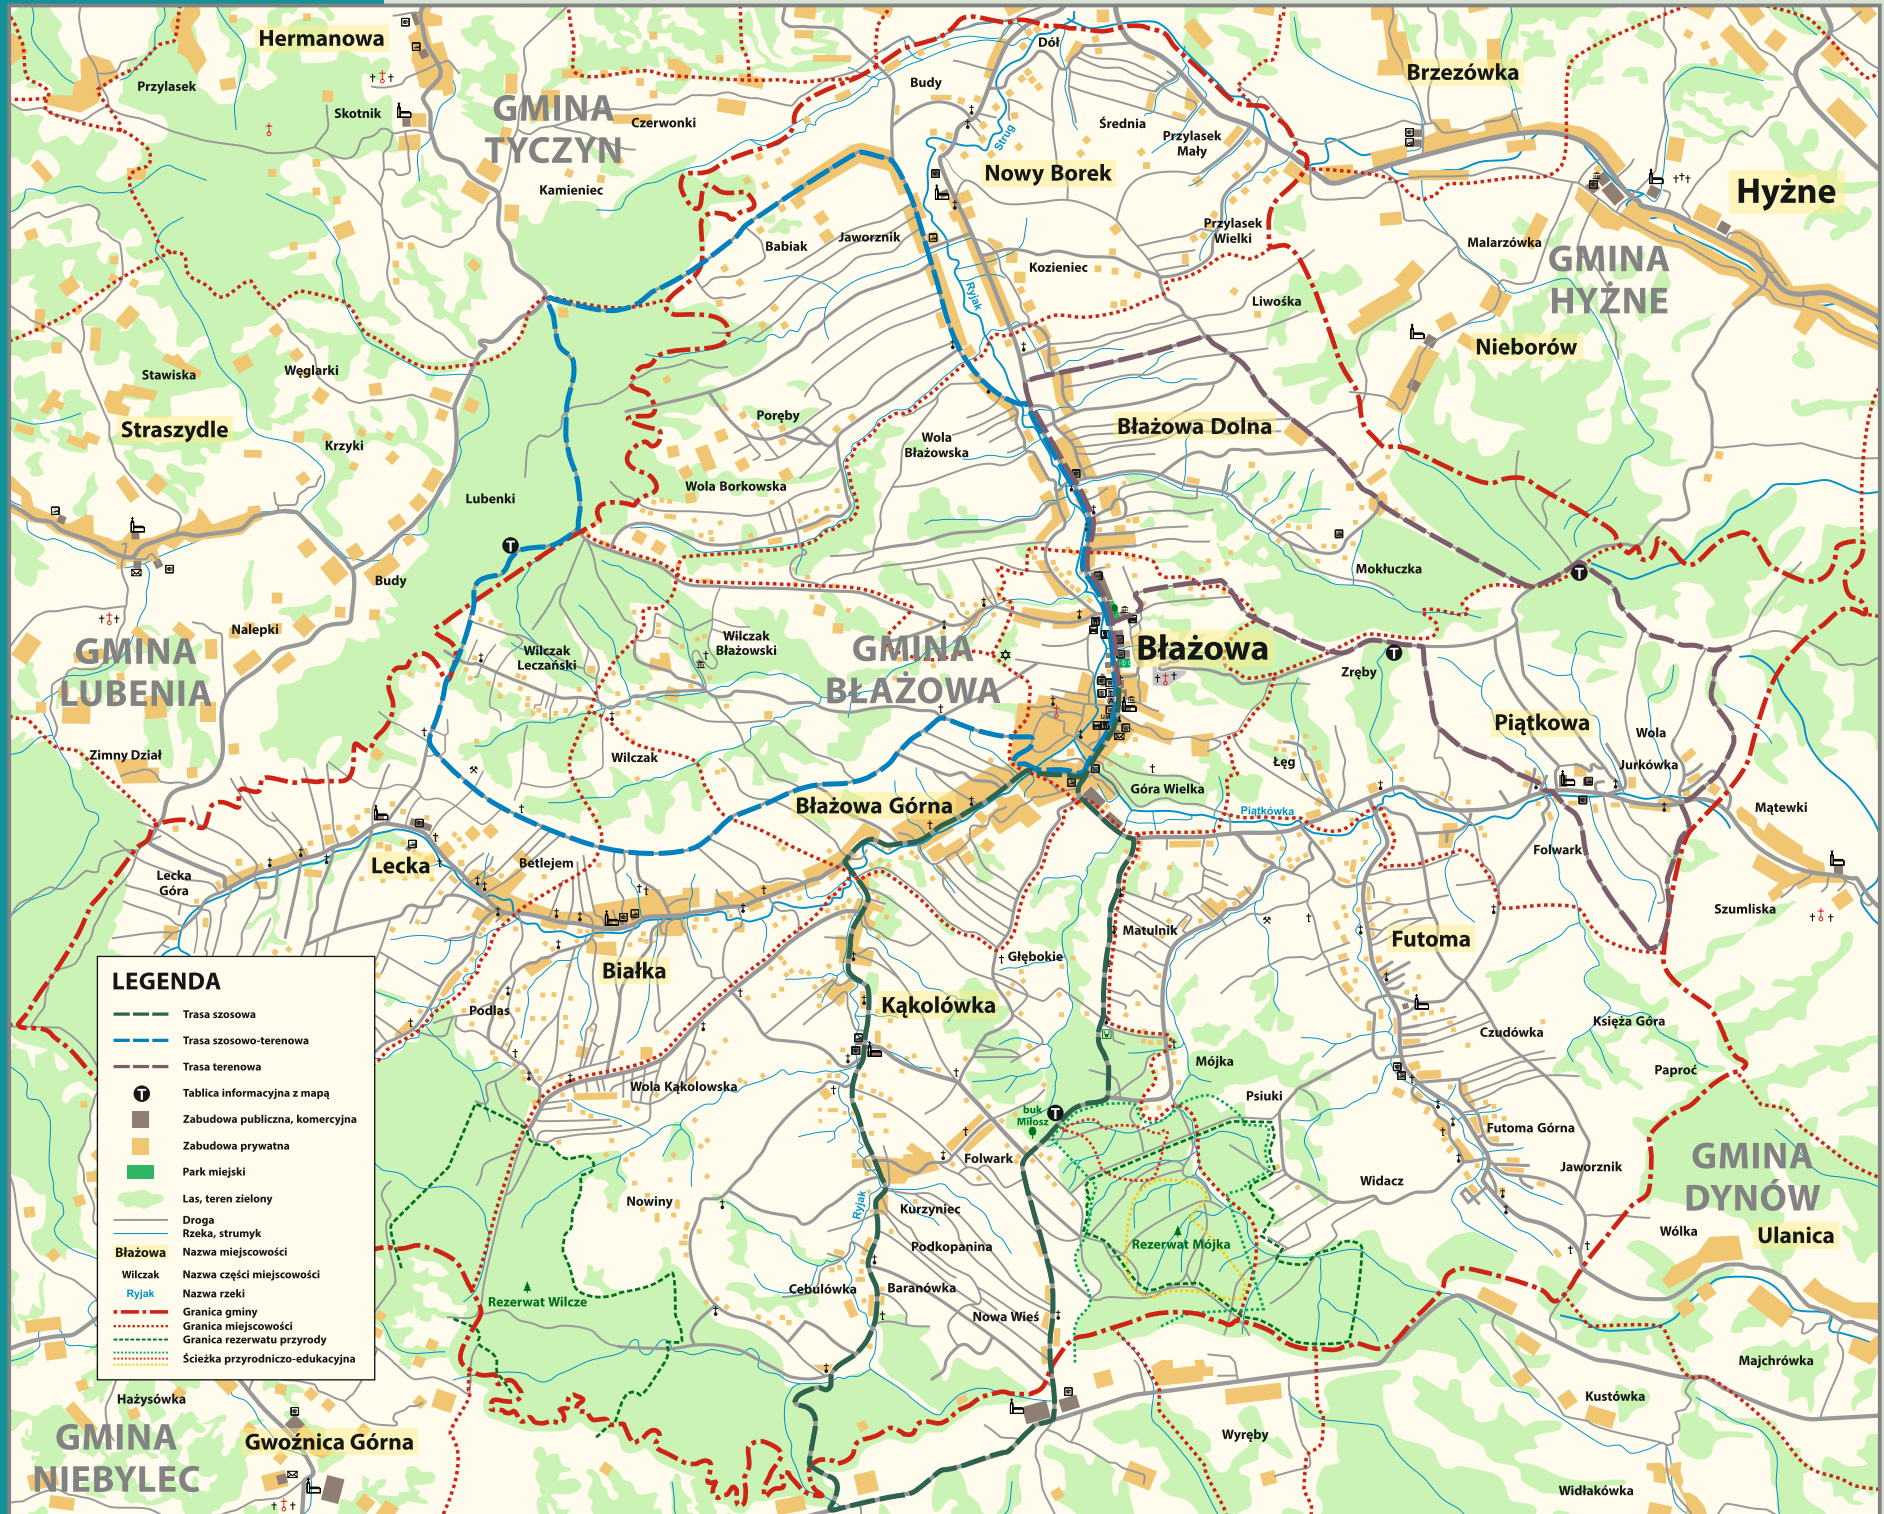 Hermanowa
Przylasek
Skotnik
GMINA
TYCZYN
Czerwonki
Kamieniec
Budy
Dół
Strug
Średnia
Przylasek
Mały
Nowy Borek
Brzezówka
Hyżne
Babiak
Jaworznik
Przylasek
Wielki
Kozieniec
Ryjak
Liwośka
Malarzówka
GMINA
HYŻNE
Nieborów
Stawiska
Węglarki
Straszydle
Krzyki
Poręby
Wola
Błażowska
Błażowa Dolna
Lubenki
Wola Borkowska
T
Budy
Mokłuczka
T
Nalepki
GMINA
LUBENIA
Wilczak
Leczański
Wilczak
Błażowski
GMINA
BŁAŻOWA
Błażowa
T
Zręby
Piątkowa
Wola
Zimny Dział
Wilczak
Łęg
Jurkówka
Góra Wielka
Błażowa Górna
Piątkówka
Mątewki
Lecka
Betlejem
Folwark
Lecka
Góra
Szumliska
Matulnik
Futoma
Głębokie
Białka
Kąkolówka
Podlas
Księża Góra
Czudówka
Mójka
Paproć
Wola Kąkolowska
Psiuki
buk
Miłosz
T
Futoma Górna
Folwark
Jaworznik
GMINA
DYNÓW
Widacz
Nowiny
Ryjak
Kurzyniec
Wólka
Ulanica
Podkopanina
Rezerwat Mójka
Cebulówka
Baranówka
Rezerwat Wilcze
Nowa Wieś
Majchrówka
Kustówka
Hażysówka
GMINA
NIEBYLEC
Gwoźnica Górna
Wyręby
Widłakówka
LEGENDA
Trasa szosowa
Trasa szosowo-terenowa
Trasa terenowa
T Tablica informacyjna z mapą
Zabudowa publiczna, komercyjna
Zabudowa prywatna
Park miejski
Las, teren zielony
Droga
Rzeka, strumyk
Błażowa Nazwa miejscowości
Wilczak Nazwa części miejscowości
Ryjak Nazwa rzeki
Granica gminy
Granica miejscowości
Granica rezerwatu przyrody
Ścieżka przyrodniczo-edukacyjna